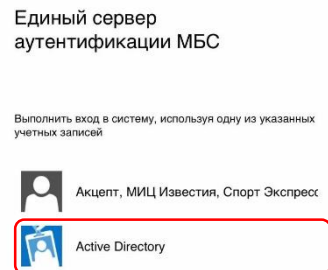 Единый сервер
аутентификации МБС
Выполнить вход в систему, используя одну из указанных
учетных записей
Акцепт, МИЦ Известия, Спорт Экспресс
Active Directory